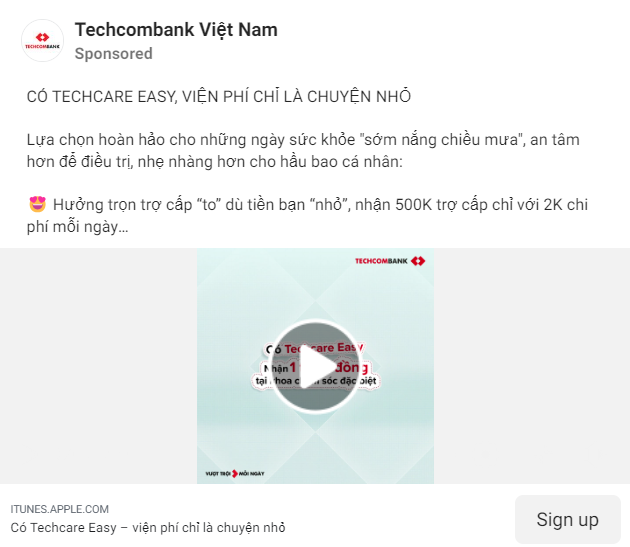 Techcombank Việt Nam
Sponsored
TECHCOMBANK
CÓ TECHCARE EASY, VIỆN PHÍ CHỈ LÀ CHUYỆN NHỎ
Lựa chọn hoàn hảo cho những ngày sức khỏe "sớm nắng chiều mưa", an tâm
hơn để điều trị, nhẹ nhàng hơn cho hầu bao cá nhân:
😍 Hưởng trọn trợ cấp “to” dù tiền bạn “nhỏ”, nhận 500K trợ cấp chỉ với 2K chi
phí mỗi ngày…
TECHCOMBANK
Có Techcare Easy
Nhận 1 đồng
tại sóc đặc biệt
VƯỢT TRỘI MỖI NGÀY
ITUNES.APPLE.COM
Có Techcare Easy – viện phí chỉ là chuyện nhỏ
Sign up